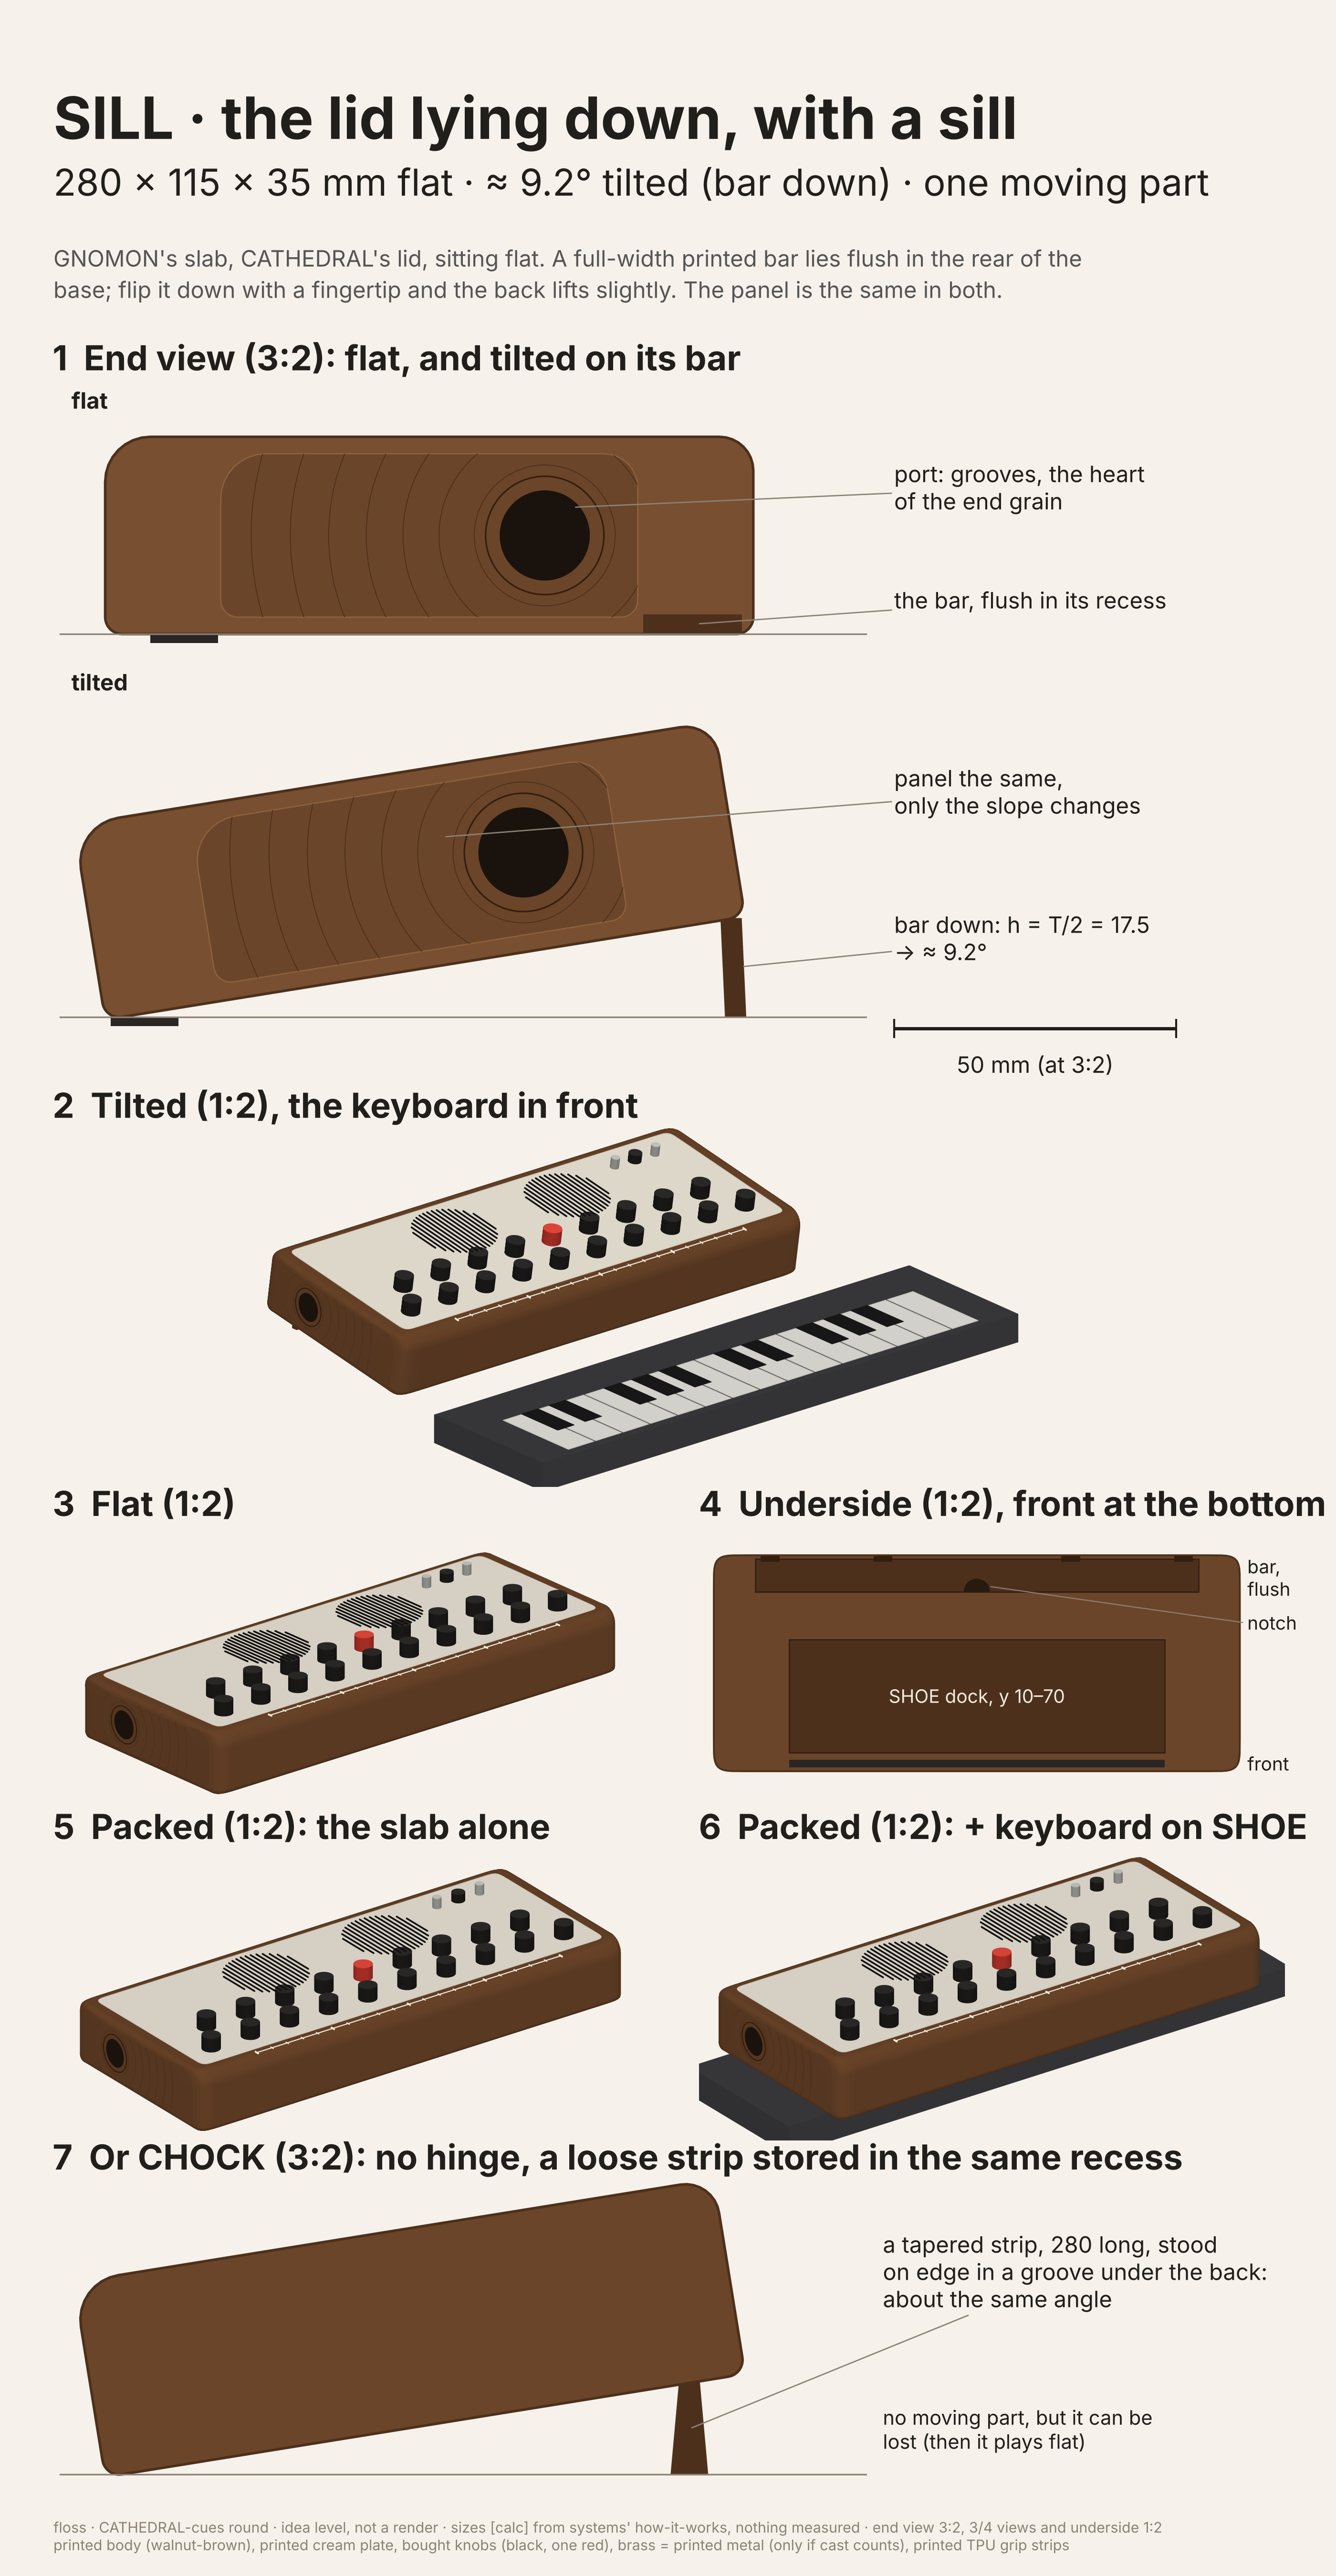 SILL · the lid lying down, with a sill
280 × 115 × 35 mm flat · ≈ 9.2° tilted (bar down) · one moving part
GNOMON's slab, CATHEDRAL's lid, sitting flat. A full-width printed bar lies flush in the rear of the
base; flip it down with a fingertip and the back lifts slightly. The panel is the same in both.
1 End view (3:2): flat, and tilted on its bar
flat
port: grooves, the heart
of the end grain
the bar, flush in its recess
tilted
panel the same,
only the slope changes
bar down: h = T/2 = 17.5
→ ≈ 9.2°
50 mm (at 3:2)
2 Tilted (1:2), the keyboard in front
3 Flat (1:2)
4 Underside (1:2), front at the bottom
bar,
flush
notch
SHOE dock, y 10–70
front
5 Packed (1:2): the slab alone
6 Packed (1:2): + keyboard on SHOE
7 Or CHOCK (3:2): no hinge, a loose strip stored in the same recess
a tapered strip, 280 long, stood
on edge in a groove under the back:
about the same angle
no moving part, but it can be
lost (then it plays flat)
floss · CATHEDRAL-cues round · idea level, not a render · sizes [calc] from systems' how-it-works, nothing measured · end view 3:2, 3/4 views and underside 1:2
printed body (walnut-brown), printed cream plate, bought knobs (black, one red), brass = printed metal (only if cast counts), printed TPU grip strips